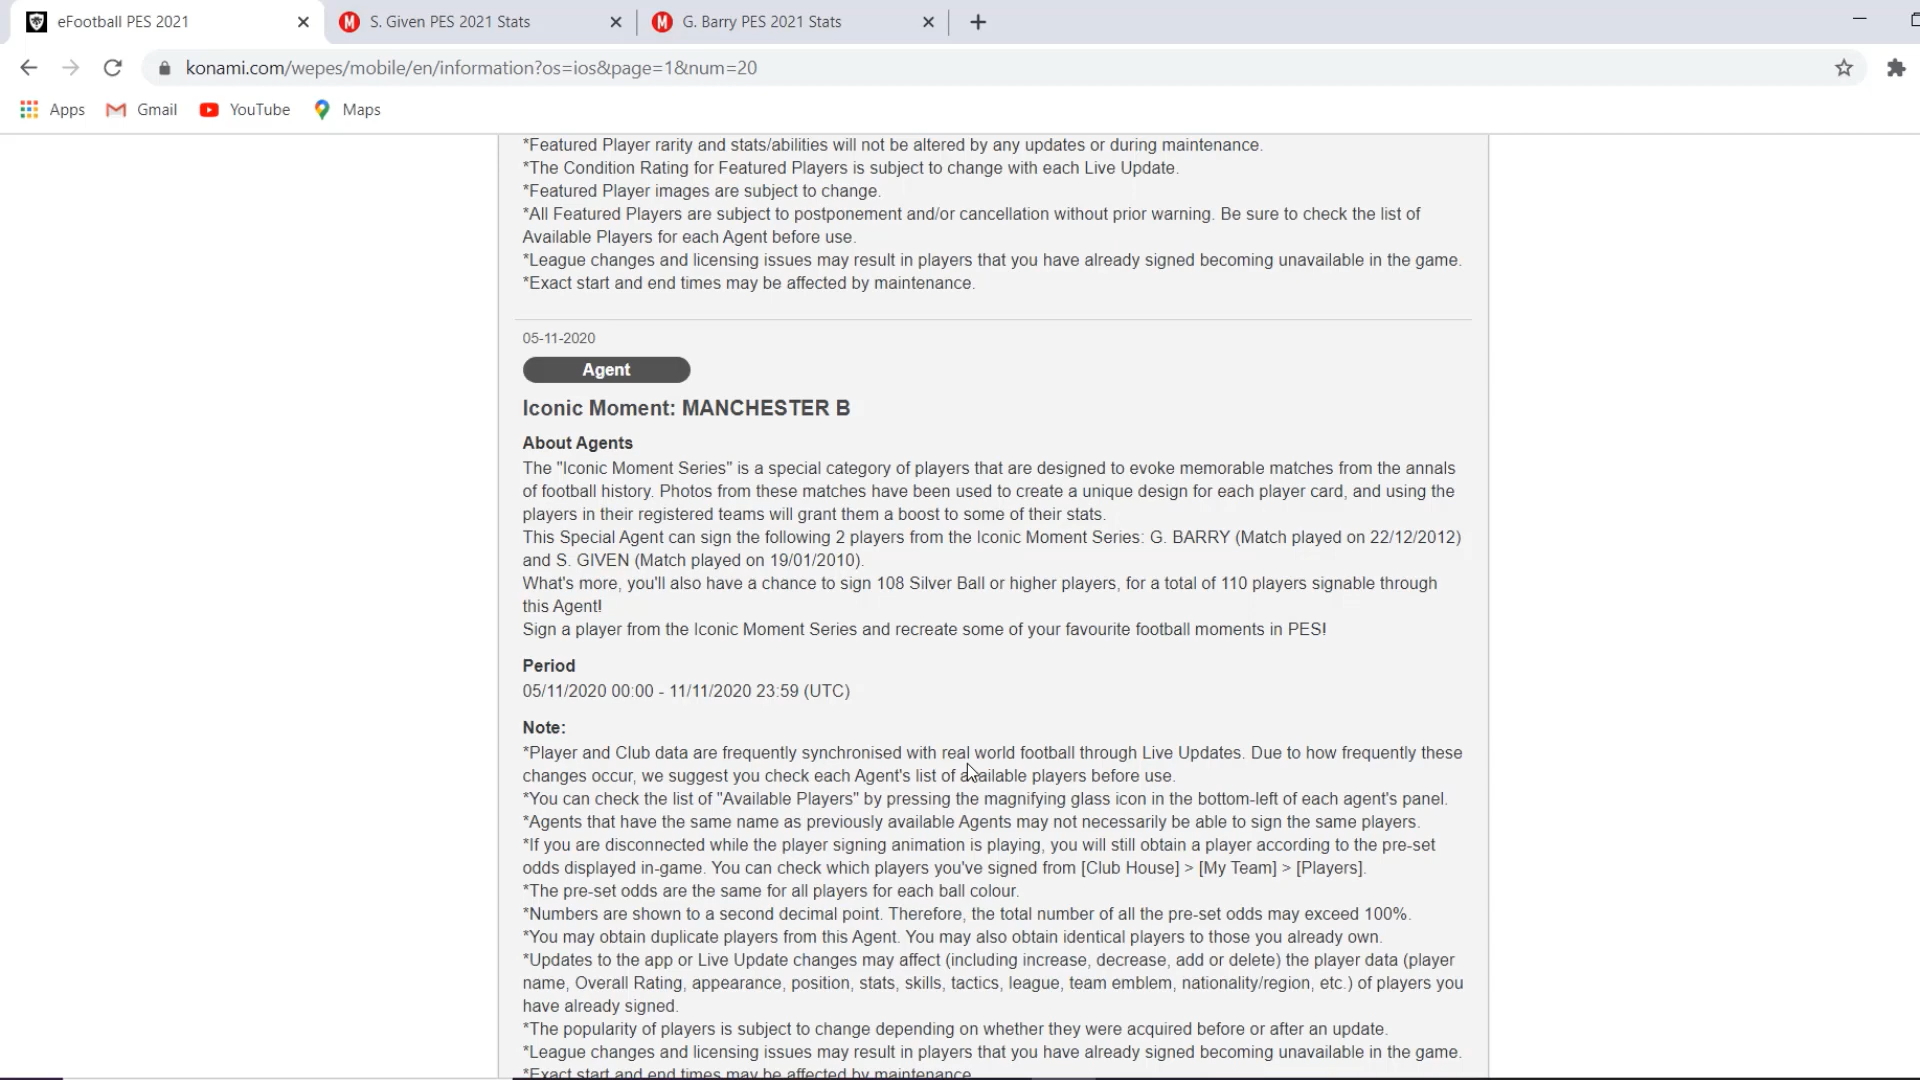 eFootball PES 2021
S. Given PES 2021 Stats
G. Barry PES 2021 Stats
konami.com/wepes/mobile/en/information?os=ios&page=1&num=20
Apps
Gmail
YouTube
Maps
*Featured Player rarity and stats/abilities will not be altered by any updates or during maintenance.
*The Condition Rating for Featured Players is subject to change with each Live Update.
*Featured Player images are subject to change.
*All Featured Players are subject to postponement and/or cancellation without prior warning. Be sure to check the list of
Available Players for each Agent before use.
*League changes and licensing issues may result in players that you have already signed becoming unavailable in the game.
*Exact start and end times may be affected by maintenance.
05-11-2020
Agent
Iconic Moment: MANCHESTER B
About Agents
The "Iconic Moment Series" is a special category of players that are designed to evoke memorable matches from the annals
of football history. Photos from these matches have been used to create a unique design for each player card, and using the
players in their registered teams will grant them a boost to some of their stats.
This Special Agent can sign the following 2 players from the Iconic Moment Series: G. BARRY (Match played on 22/12/2012)
and S. GIVEN (Match played on 19/01/2010).
What's more, you'll also have a chance to sign 108 Silver Ball or higher players, for a total of 110 players signable through
this Agent!
Sign a player from the Iconic Moment Series and recreate some of your favourite football moments in PES!
Period
05/11/2020 00:00 - 11/11/2020 23:59 (UTC)
Note:
*Player and Club data are frequently synchronised with real world football through Live Updates. Due to how frequently these
changes occur, we suggest you check each Agent's list of available players before use.
*You can check the list of "Available Players" by pressing the magnifying glass icon in the bottom-left of each agent's panel.
*Agents that have the same name as previously available Agents may not necessarily be able to sign the same players.
*If you are disconnected while the player signing animation is playing, you will still obtain a player according to the pre-set
odds displayed in-game. You can check which players you've signed from [Club House] > [My Team] > [Players].
*The pre-set odds are the same for all players for each ball colour.
*Numbers are shown to a second decimal point. Therefore, the total number of all the pre-set odds may exceed 100%.
*You may obtain duplicate players from this Agent. You may also obtain identical players to those you already own.
*Updates to the app or Live Update changes may affect (including increase, decrease, add or delete) the player data (player
name, Overall Rating, appearance, position, stats, skills, tactics, league, team emblem, nationality/region, etc.) of players you
have already signed.
*The popularity of players is subject to change depending on whether they were acquired before or after an update.
*League changes and licensing issues may result in players that you have already signed becoming unavailable in the game.
*Exact start and end times may be affected by maintenance.